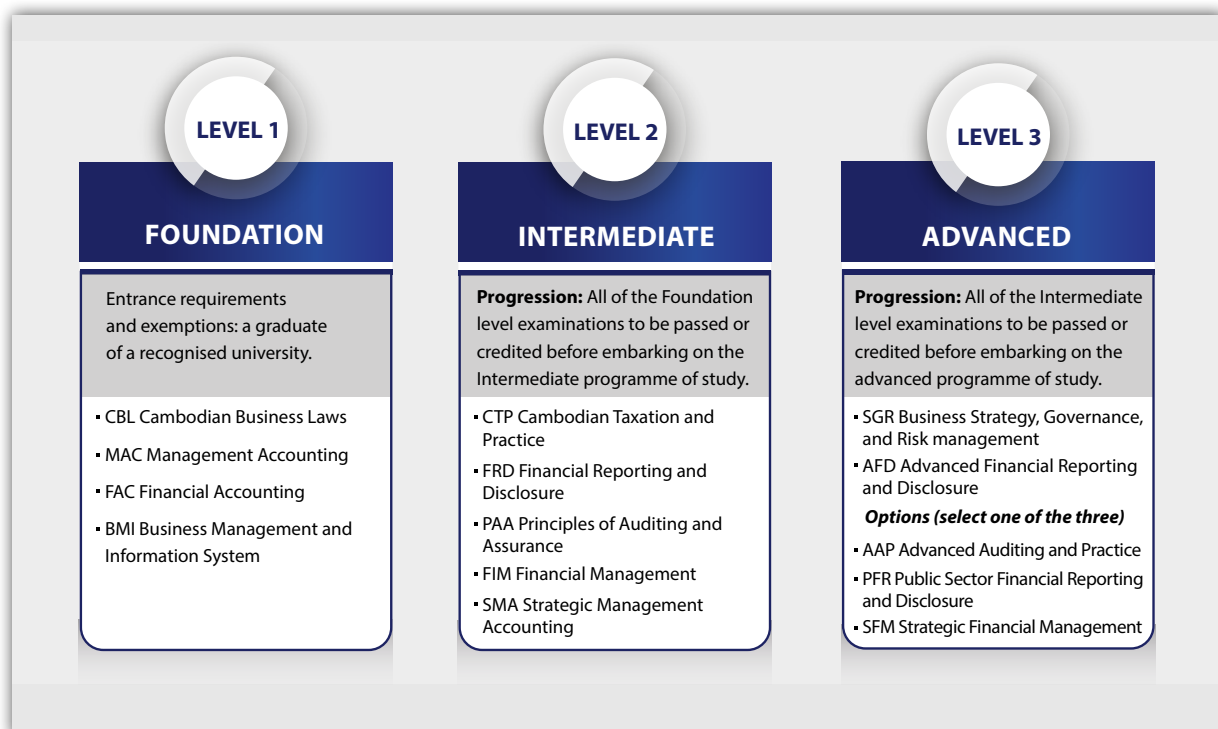 LEVEL 1
FOUNDATION
Entrance requirements
and exemptions: a graduate
of a recognised university.
▪ CBL Cambodian Business Laws
▪ MAC Management Accounting
▪ FAC Financial Accounting
▪ BMI Business Management and
Information System
LEVEL 2
INTERMEDIATE
Progression: All of the Foundation
level examinations to be passed or
credited before embarking on the
Intermediate programme of study.
▪ CTP Cambodian Taxation and
Practice
▪ FRD Financial Reporting and
Disclosure
▪ PAA Principles of Auditing and
Assurance
▪ FIM Financial Management
▪ SMA Strategic Management
Accounting
LEVEL 3
ADVANCED
Progression: All of the Intermediate
level examinations to be passed or
credited before embarking on the
advanced programme of study.
▪ SGR Business Strategy, Governance,
and Risk management
▪ AFD Advanced Financial Reporting
and Disclosure
Options (select one of the three)
▪ AAP Advanced Auditing and Practice
▪ PFR Public Sector Financial Reporting
and Disclosure
▪ SFM Strategic Financial Management